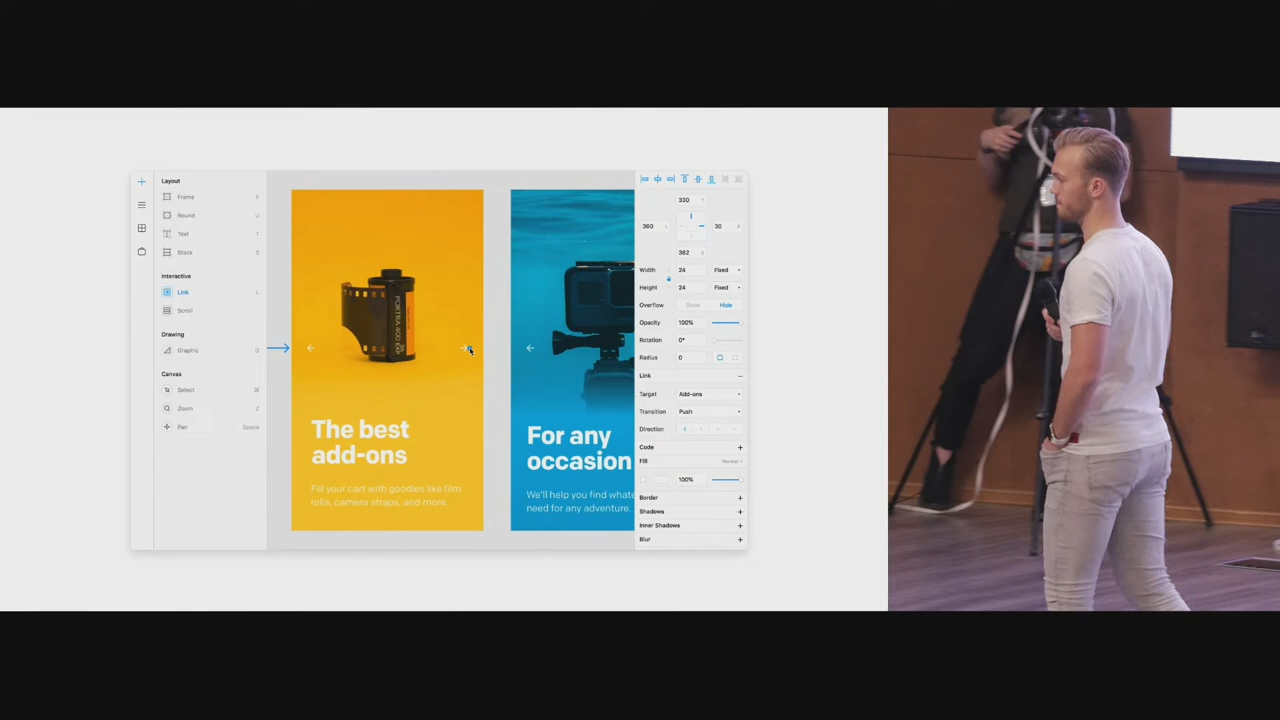 Layout
Frame F
Round U
Text T
Stack S
Interactive
Link L
Scroll
Drawing
Graphic G
Canvas
Select ⌘
Zoom Z
Pan Space
PORTRA 400
The best
add-ons
Fill your cart with goodies like film
rolls, camera straps, and more.
For any
occasion
We'll help you find whate
need for any adventure.
330 T
360 L 30 R
382
Width 24 Fixed
Height 24 Fixed
Overflow Show Hide
Opacity 100%
Rotation 0°
Radius 0
Link
Target Add-ons
Transition Push
Direction
Code
Fill Normal
100%
Border
Shadows
Inner Shadows
Blur